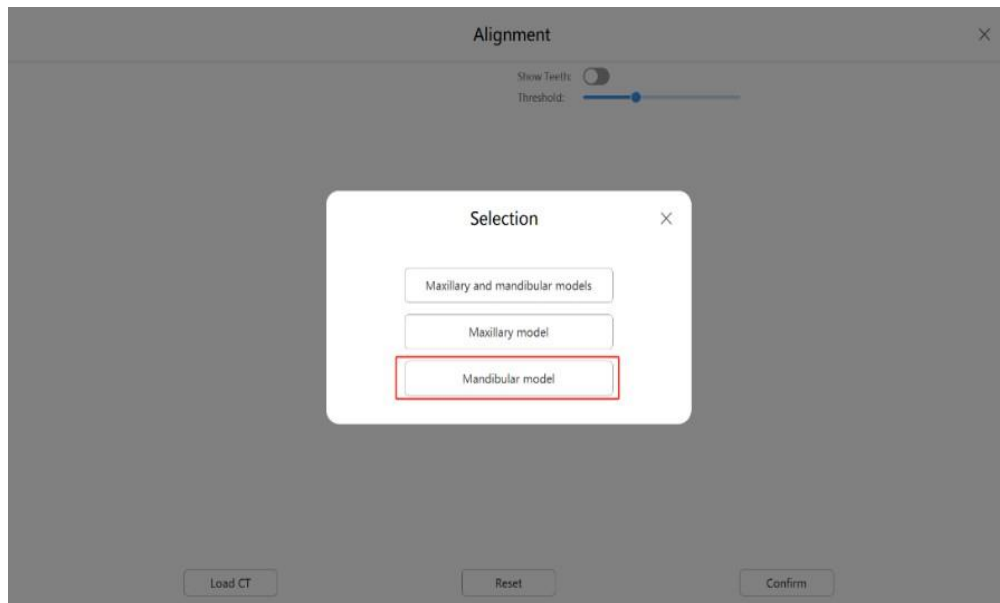 Alignment
Show Teeth:
Threshold:
Selection
Maxillary and mandibular models
Maxillary model
Mandibular model
Load CT
Reset
Confirm